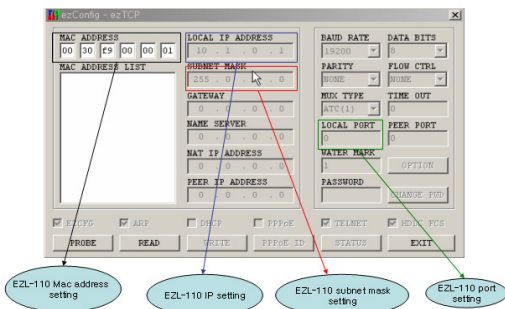 ezConfig - ezTCP
MAC ADDRESS
00 30 f9 00 00 01
MAC ADDRESS LIST
LOCAL IP ADDRESS
10 . 1 . 0 . 1
SUBNET MASK
255 . 0 . 0 . 0
GATEWAY
0 . 0 . 0 . 0
NAME SERVER
0 . 0 . 0 . 0
NAT IP ADDRESS
0 . 0 . 0 . 0
PEER IP ADDRESS
0 . 0 . 0 . 0
BAUD RATE DATA BITS
19200 8
PARITY FLOW CTRL
NONE NONE
MUX TYPE TIME OUT
ATC(1) 0
LOCAL PORT PEER PORT
0 0
WATER MARK
1 OPTION
PASSWORD
CHANGE PWD
EZCFG ARP DHCP PPPoE TELNET HDLC FCS
PROBE READ WRITE PPPoE ID STATUS EXIT
EZL-110 Mac address
setting
EZL-110 IP setting
EZL-110 subnet mask
setting
EZL-110 port
setting